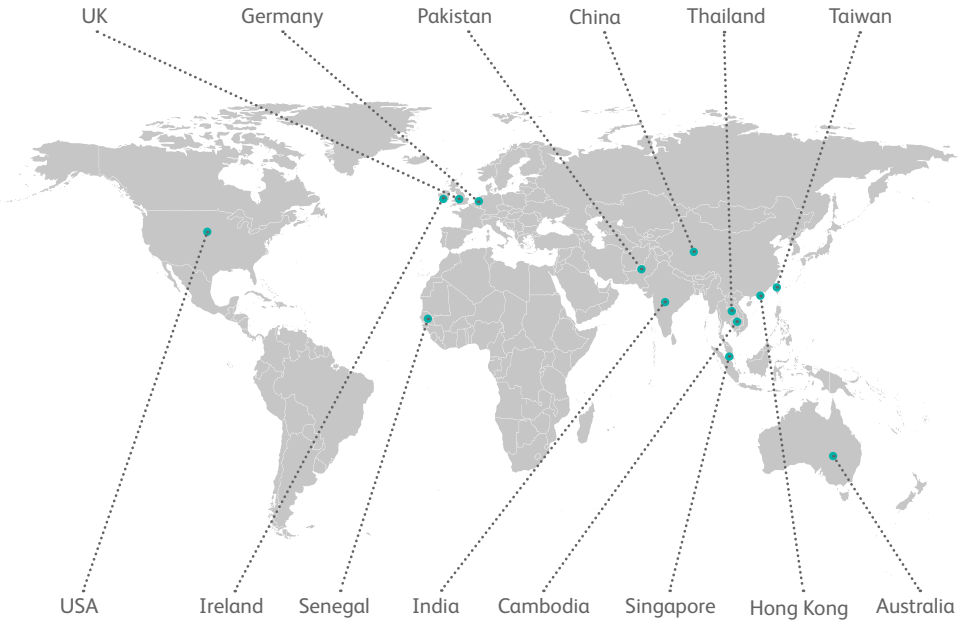 UK
Germany
Pakistan
China
Thailand
Taiwan
USA
Ireland
Senegal
India
Cambodia
Singapore
Hong Kong
Australia